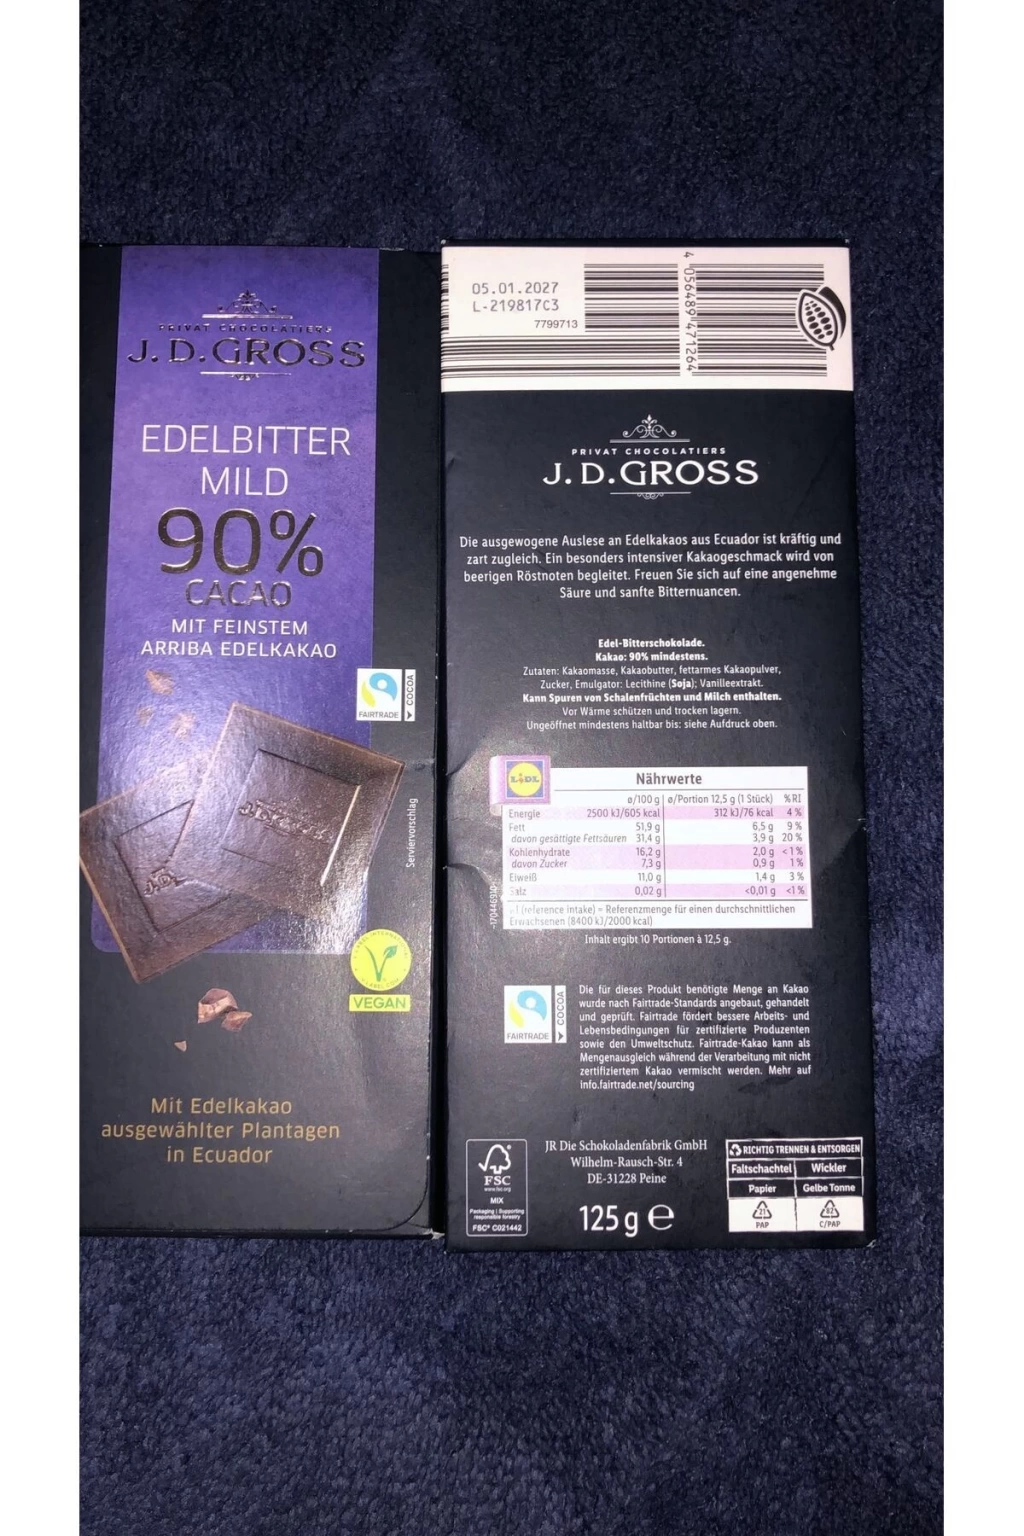 PRIVAT CHOCOLATIERS
J. D. GROSS
EDELBITTER
MILD
90%
CACAO
MIT FEINSTEM
ARRIBA EDELKAKAO
FAIRTRADE
COCOA
Serviervorschlag
VEGAN
Mit Edelkakao
ausgewählter Plantagen
in Ecuador
05.01.2027
L-219817C3
7799713
4 056489 471264
PRIVAT CHOCOLATIERS
J. D. GROSS
Die ausgewogene Auslese an Edelkakaos aus Ecuador ist kräftig und
zart zugleich. Ein besonders intensiver Kakaogeschmack wird von
beerigen Röstnoten begleitet. Freuen Sie sich auf eine angenehme
Säure und sanfte Bitternuancen.
Edel-Bitterschokolade.
Kakao: 90% mindestens.
Zutaten: Kakaomasse, Kakaobutter, fettarmes Kakaopulver,
Zucker, Emulgator: Lecithine (Soja); Vanilleextrakt.
Kann Spuren von Schalenfrüchten und Milch enthalten.
Vor Wärme schützen und trocken lagern.
Ungeöffnet mindestens haltbar bis: siehe Aufdruck oben.
LIDL
Nährwerte
ø/100 g ø/Portion 12,5 g (1 Stück) %RI
Energie 2500 kJ/605 kcal 312 kJ/76 kcal 4 %
Fett 51,9 g 6,5 g 9 %
davon gesättigte Fettsäuren 31,4 g 3,9 g 20 %
Kohlenhydrate 16,2 g 2,0 g <1 %
davon Zucker 7,3 g 0,9 g 1 %
Eiweiß 11,0 g 1,4 g 3 %
Salz 0,02 g <0,01 g <1 %
(reference intake) = Referenzmenge für einen durchschnittlichen
Erwachsenen (8400 kJ/2000 kcal)
Inhalt ergibt 10 Portionen à 12,5 g.
FAIRTRADE
COCOA
Die für dieses Produkt benötigte Menge an Kakao
wurde nach Fairtrade-Standards angebaut, gehandelt
und geprüft. Fairtrade fördert bessere Arbeits- und
Lebensbedingungen für zertifizierte Produzenten
sowie den Umweltschutz. Fairtrade-Kakao kann als
Mengenausgleich während der Verarbeitung mit nicht
zertifiziertem Kakao vermischt werden. Mehr auf
info.fairtrade.net/sourcing
FSC
www.fsc.org
MIX
Packaging | Supporting
responsible forestry
FSC® C021442
JR Die Schokoladenfabrik GmbH
Wilhelm-Rausch-Str. 4
DE-31228 Peine
125 g ℮
RICHTIG TRENNEN & ENTSORGEN
Faltschachtel Wickler
Papier Gelbe Tonne
21 82
PAP C/PAP